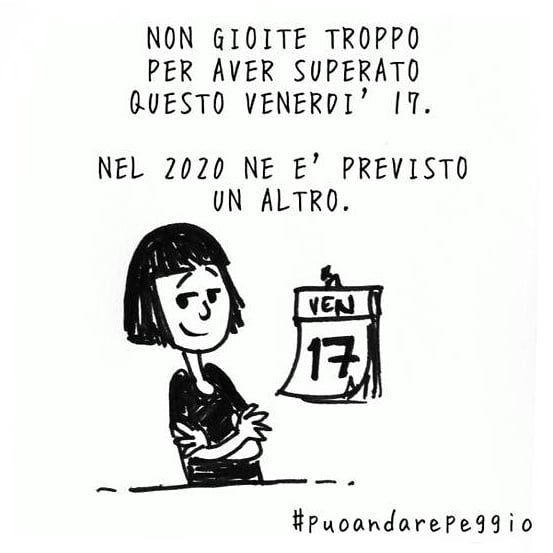 NON GIOITE TROPPO
PER AVER SUPERATO
QUESTO VENERDI' 17.
NEL 2020 NE E' PREVISTO
UN ALTRO.
VEN
17
#puoandarepeggio